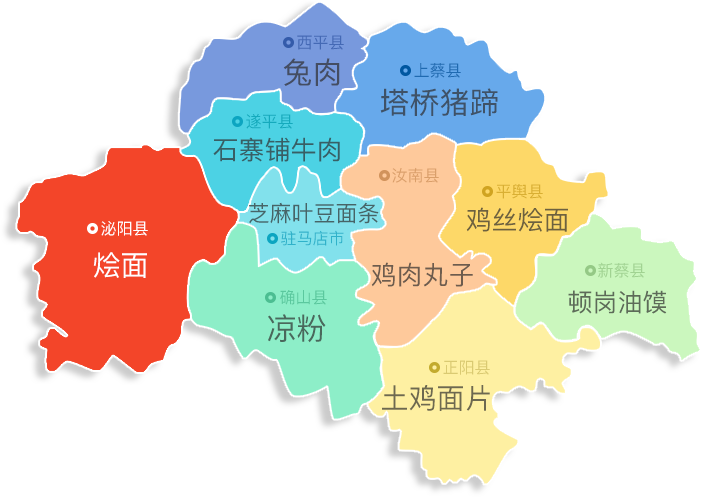 西平县
兔肉
上蔡县
塔桥猪蹄
遂平县
石寨铺牛肉
汝南县
鸡肉丸子
平舆县
鸡丝烩面
芝麻叶豆面条
驻马店市
泌阳县
烩面
新蔡县
顿岗油馍
确山县
凉粉
正阳县
土鸡面片